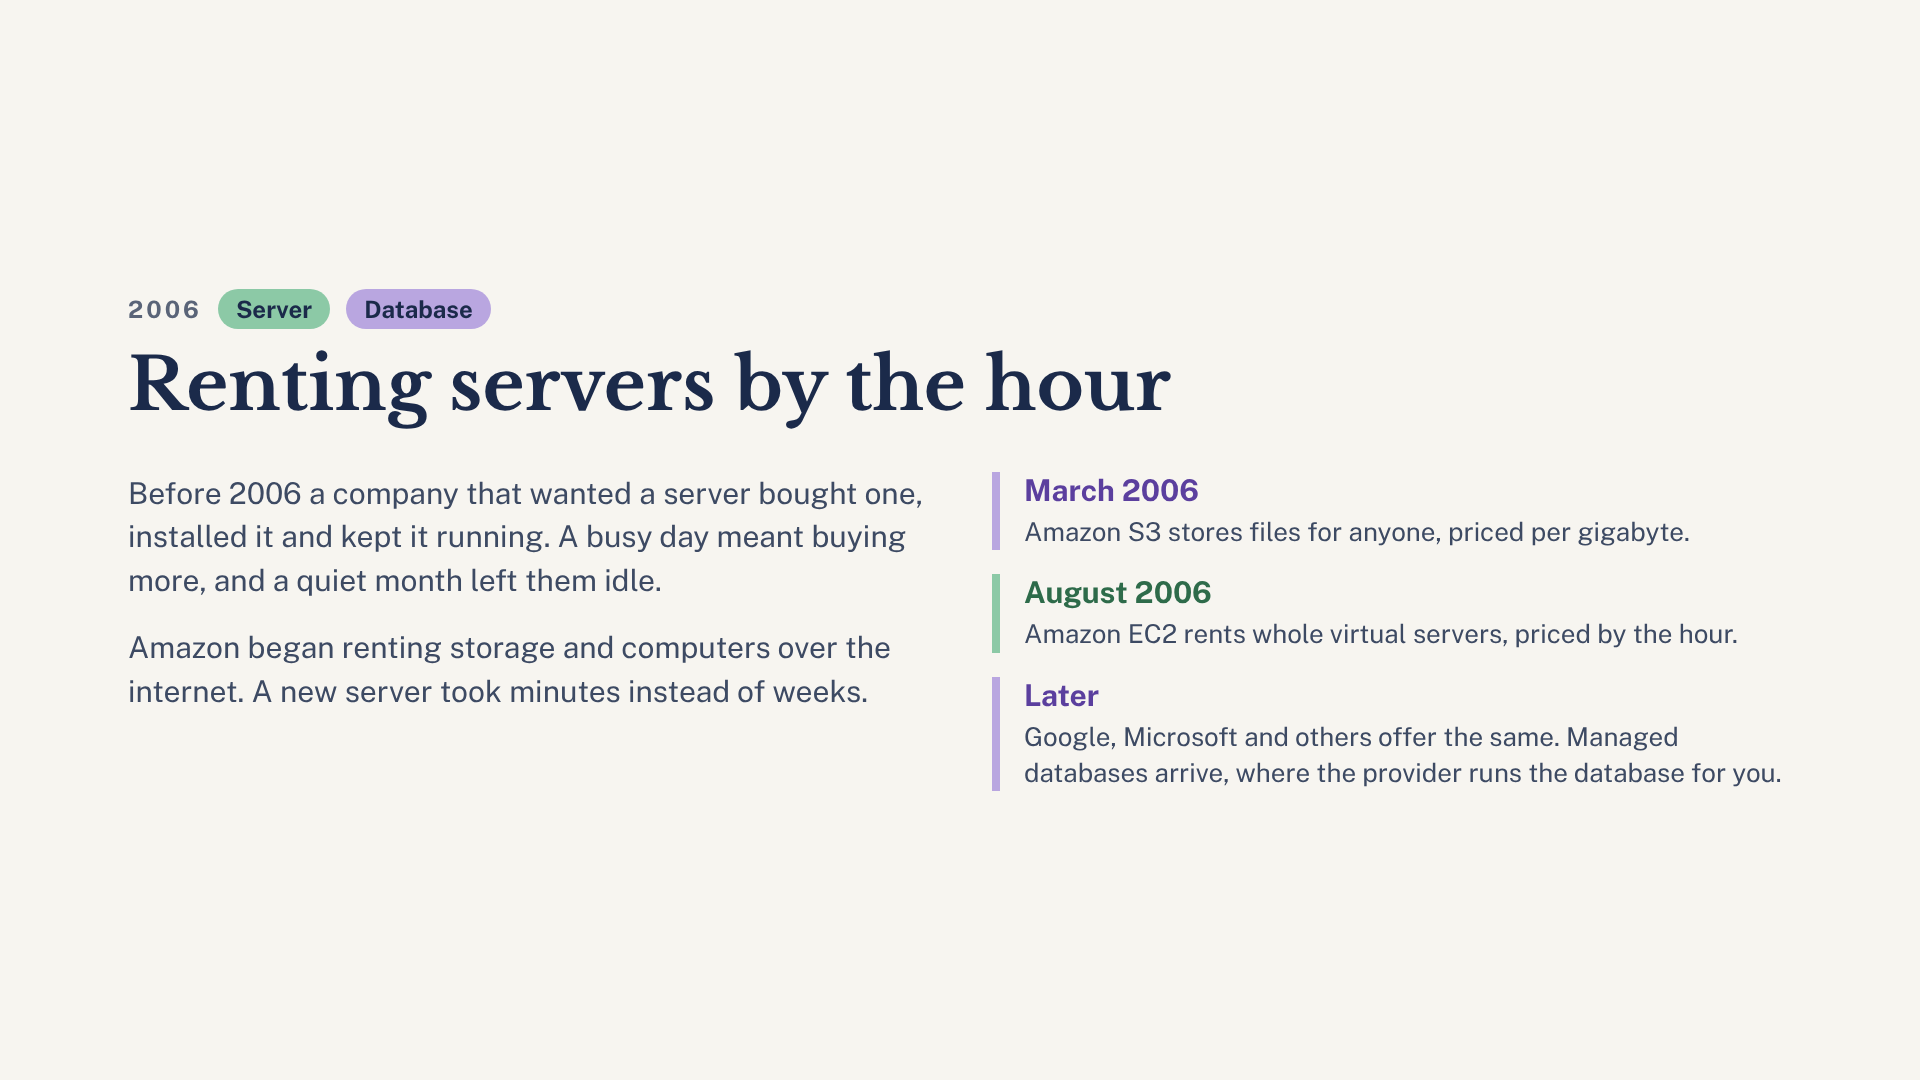 2006 Server Database
Renting servers by the hour
Before 2006 a company that wanted a server bought one,
installed it and kept it running. A busy day meant buying
more, and a quiet month left them idle.
Amazon began renting storage and computers over the
internet. A new server took minutes instead of weeks.
March 2006
Amazon S3 stores files for anyone, priced per gigabyte.
August 2006
Amazon EC2 rents whole virtual servers, priced by the hour.
Later
Google, Microsoft and others offer the same. Managed
databases arrive, where the provider runs the database for you.